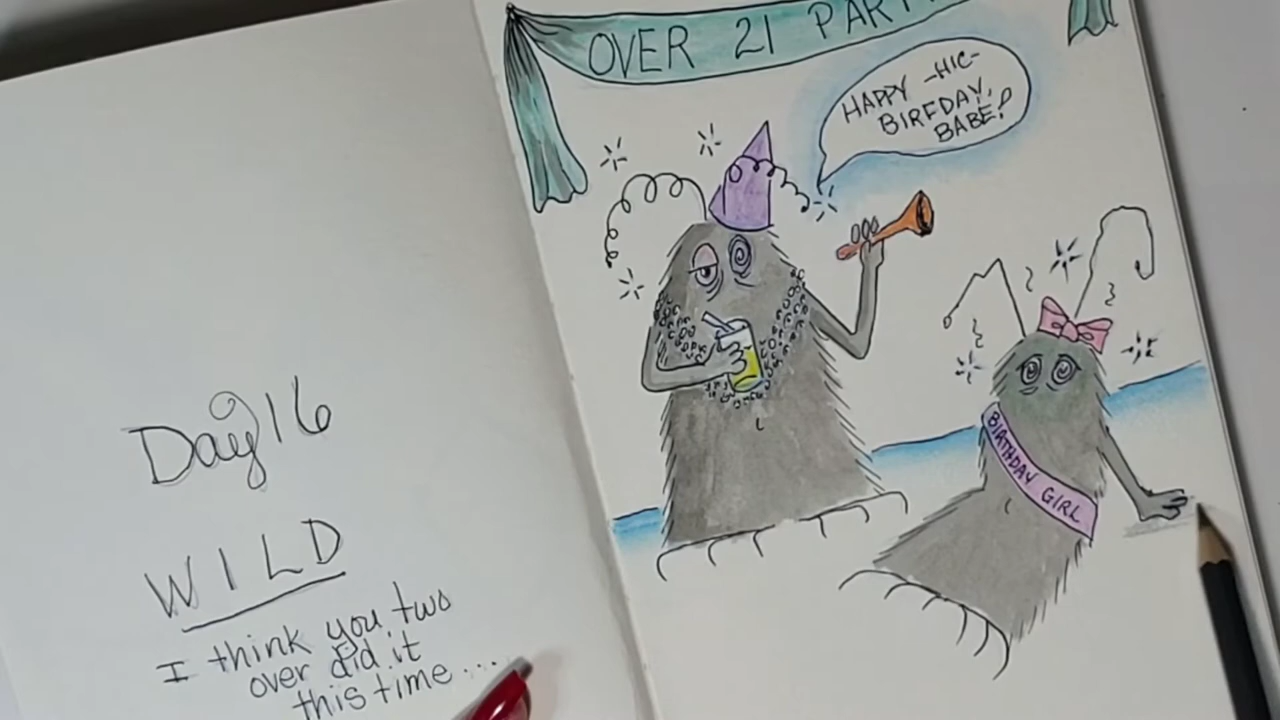 Day 16
WILD
I think you two
over did it
this time...
OVER 21 PART
HAPPY -HIC-
BIRFDAY,
BABE!
BIRTHDAY GIRL